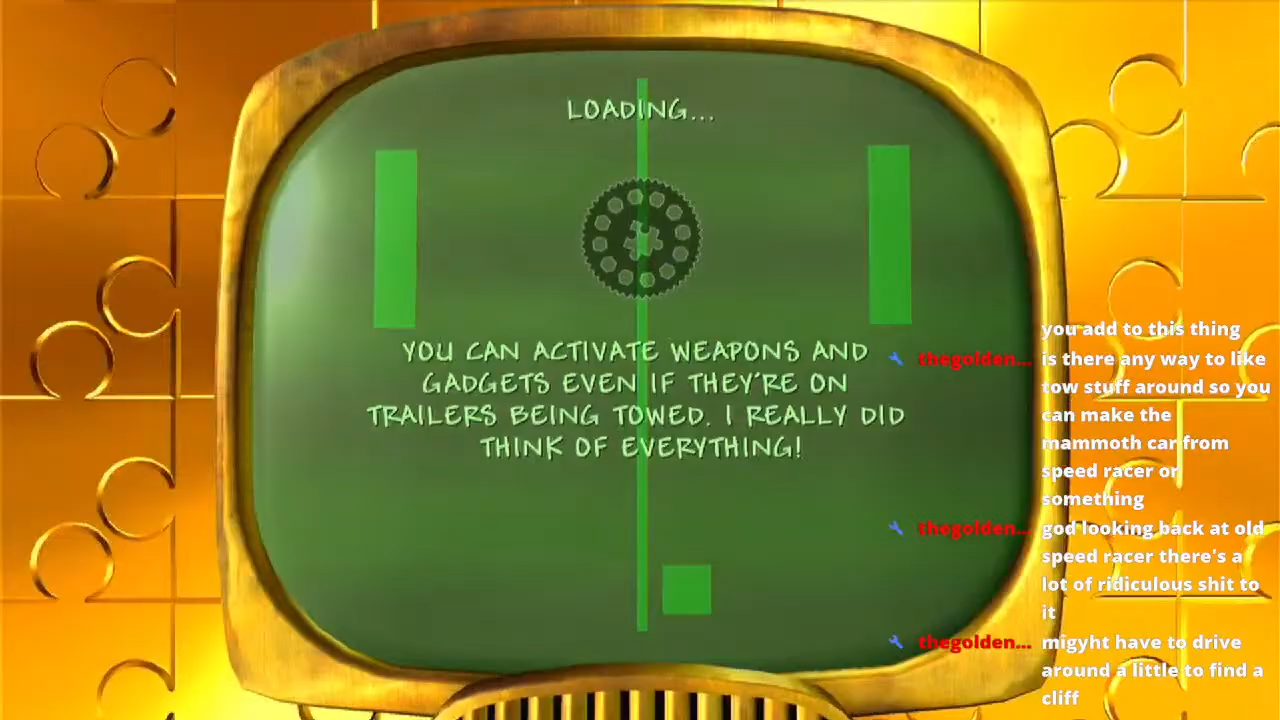 LOADING...
YOU CAN ACTIVATE WEAPONS AND
GADGETS EVEN IF THEY'RE ON
TRAILERS BEING TOWED. I REALLY DID
THINK OF EVERYTHING!
you add to this thing
thegolden... is there any way to like
tow stuff around so you
can make the
mammoth car from
speed racer or
something
thegolden... god looking back at old
speed racer there's a
lot of ridiculous shit to
it
thegolden... migyht have to drive
around a little to find a
cliff